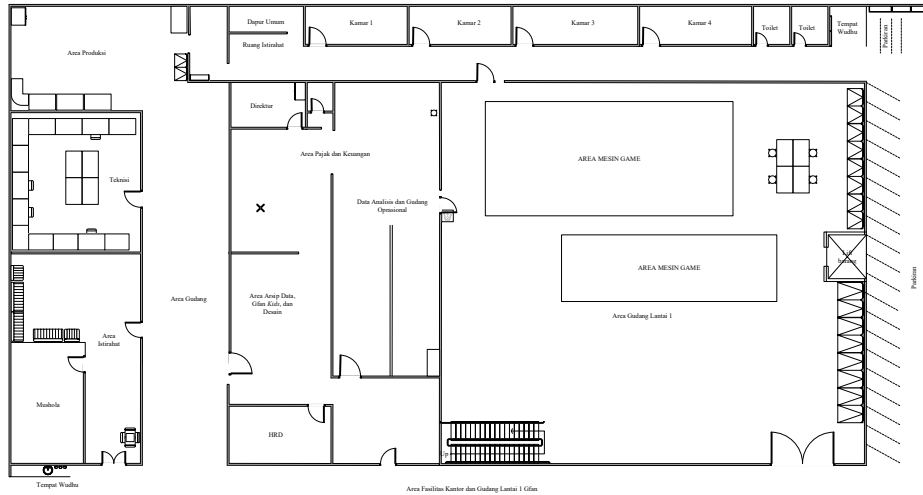 Dapur Umum
Kamar 1
Kamar 2
Kamar 3
Kamar 4
Toilet
Toilet
Tempat
Wudhu
Parkiran
Ruang Istirahat
Area Produksi
Direktur
Area Pajak dan Keuangan
AREA MESIN GAME
Teknisi
Data Analisis dan Gudang
Oprasional
Lift
barang
AREA MESIN GAME
Parkiran
Area Gudang
Area Arsip Data,
Gfan Kids, dan
Desain
Area Gudang Lantai 1
Area
Istirahat
Mushola
HRD
Up
Tempat Wudhu
Area Fasilitas Kantor dan Gudang Lantai 1 Gfan